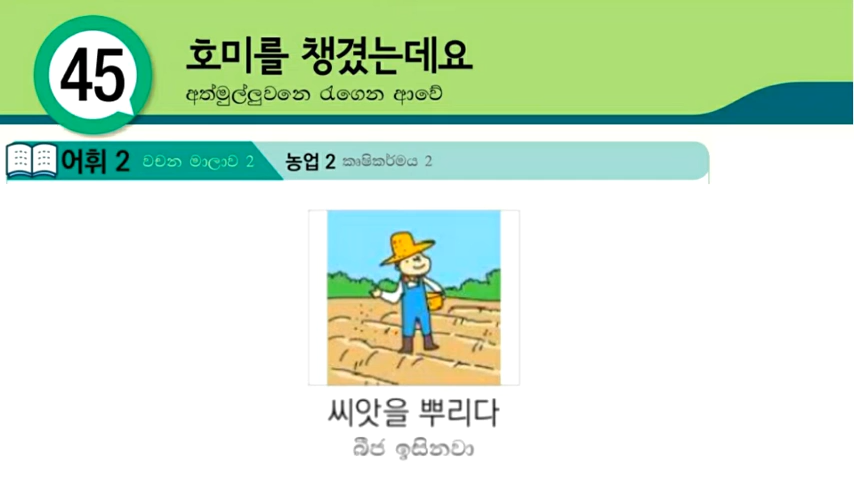 45
호미를 챙겼는데요
අත්මුල්ලුවනෙ රැගෙන ආවේ
어휘 2 වචන මාලාව 2 농업 2 කෘෂිකර්මය 2
씨앗을 뿌리다
බීජ ඉසිනවා